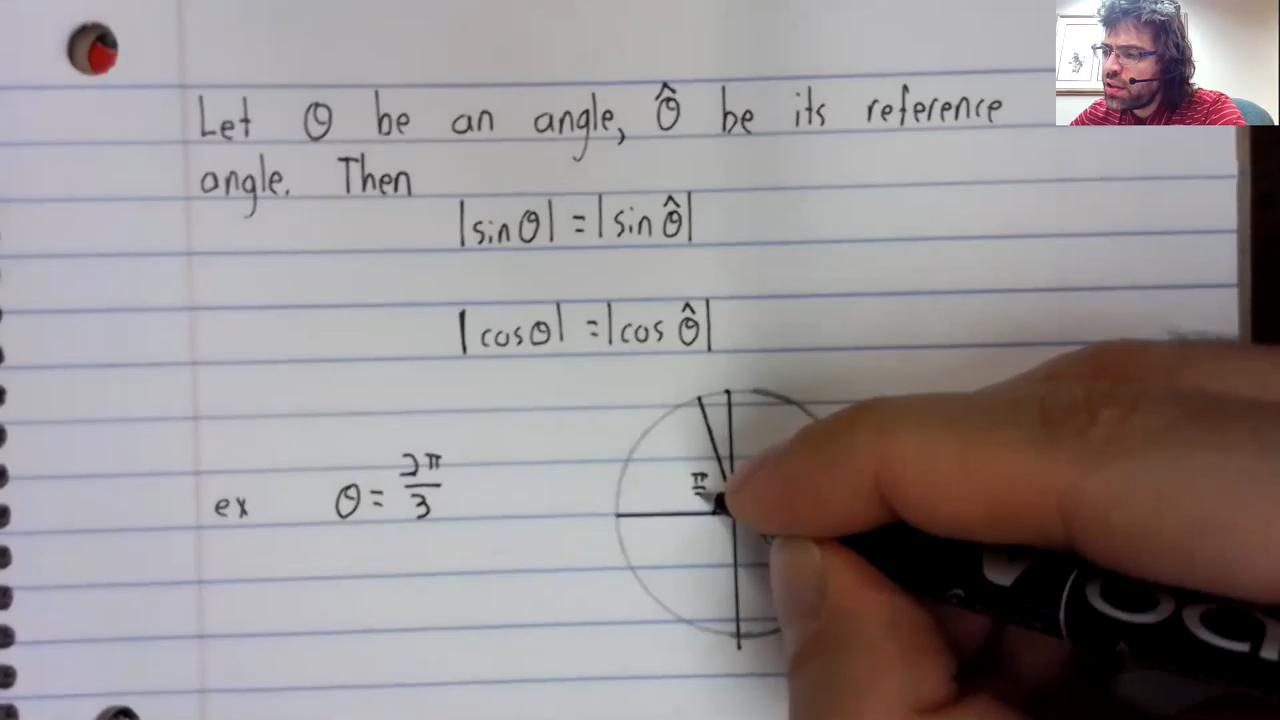 Let θ be an angle, θ̂ be its reference
angle. Then
|sin θ| = |sin θ̂|
|cos θ| = |cos θ̂|
ex θ = 2π/3
π